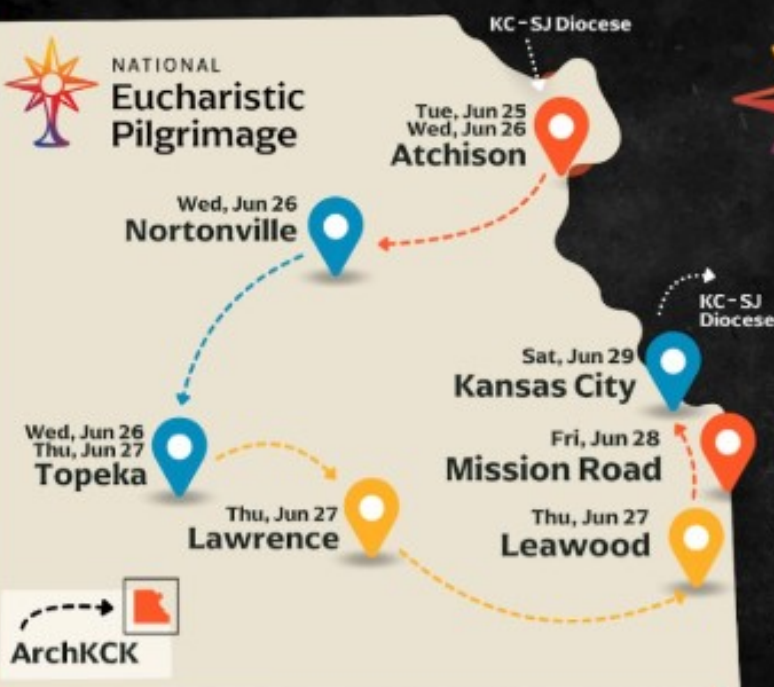 KC-SJ Diocese
NATIONAL
Eucharistic
Pilgrimage
Tue, Jun 25
Wed, Jun 26
Atchison
Wed, Jun 26
Nortonville
KC-SJ
Diocese
Sat, Jun 29
Kansas City
Wed, Jun 26
Thu, Jun 27
Topeka
Fri, Jun 28
Mission Road
Thu, Jun 27
Lawrence
Thu, Jun 27
Leawood
ArchKCK